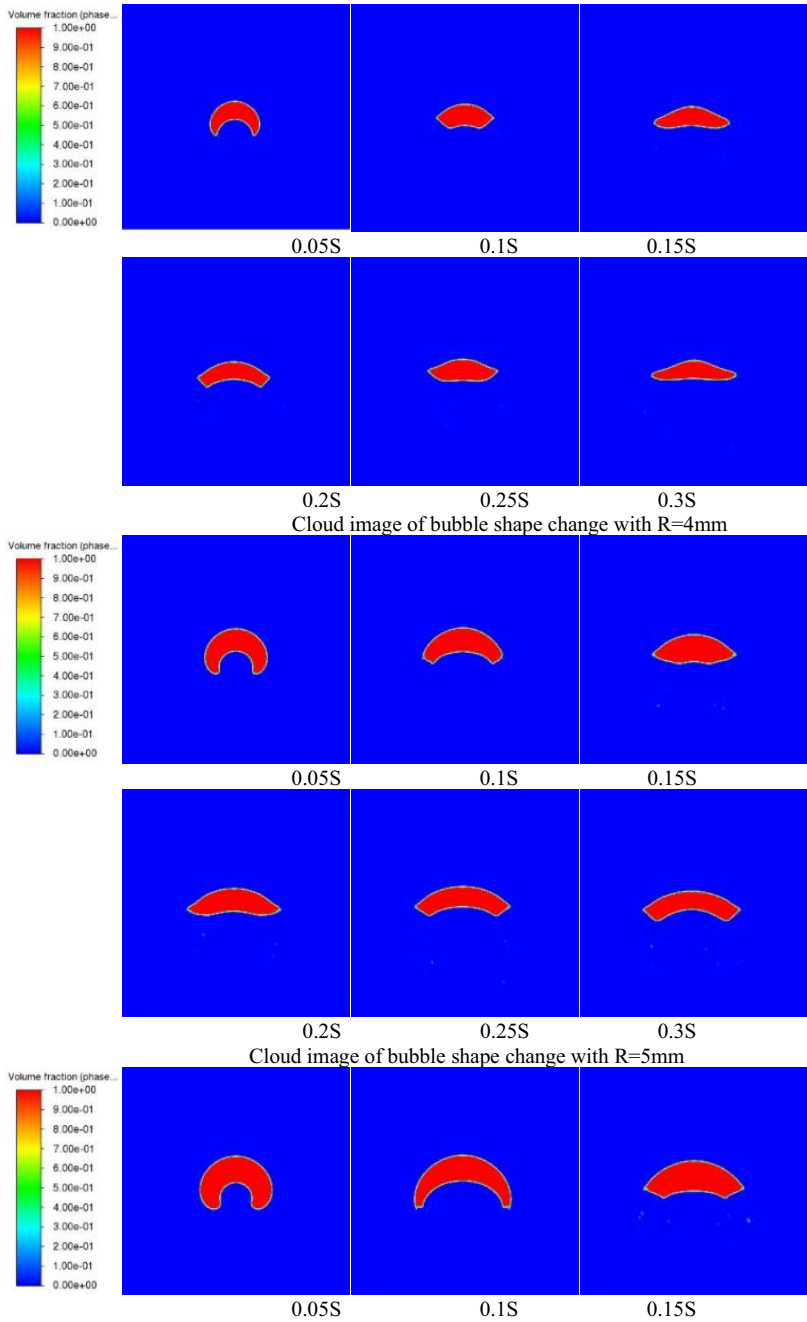 Volume fraction (phase...
1.00e+00
9.00e-01
8.00e-01
7.00e-01
6.00e-01
5.00e-01
4.00e-01
3.00e-01
2.00e-01
1.00e-01
0.00e+00
0.05S 0.1S 0.15S
0.2S 0.25S 0.3S
Cloud image of bubble shape change with R=4mm
Volume fraction (phase...
1.00e+00
9.00e-01
8.00e-01
7.00e-01
6.00e-01
5.00e-01
4.00e-01
3.00e-01
2.00e-01
1.00e-01
0.00e+00
0.05S 0.1S 0.15S
0.2S 0.25S 0.3S
Cloud image of bubble shape change with R=5mm
Volume fraction (phase...
1.00e+00
9.00e-01
8.00e-01
7.00e-01
6.00e-01
5.00e-01
4.00e-01
3.00e-01
2.00e-01
1.00e-01
0.00e+00
0.05S 0.1S 0.15S